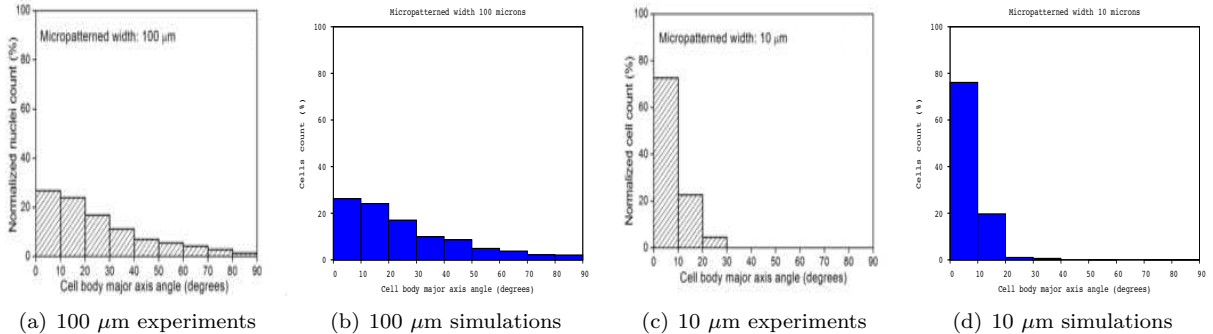 Micropatterned width: 100 μm
Normalized nuclei count (%)
100
80
60
40
20
0
0 10 20 30 40 50 60 70 80 90
Cell body major axis angle (degrees)
(a) 100 μm experiments
Micropatterned width 100 microns
Cells count (%)
100
80
60
40
20
0
0 10 20 30 40 50 60 70 80 90
Cell body major axis angle (degrees)
(b) 100 μm simulations
Micropatterned width: 10 μm
Normalized cell count (%)
100
80
60
40
20
0
0 10 20 30 40 50 60 70 80 90
Cell body major axis angle (degrees)
(c) 10 μm experiments
Micropatterned width 10 microns
Cells count (%)
100
80
60
40
20
0
0 10 20 30 40 50 60 70 80 90
Cell body major axis angle (degrees)
(d) 10 μm simulations